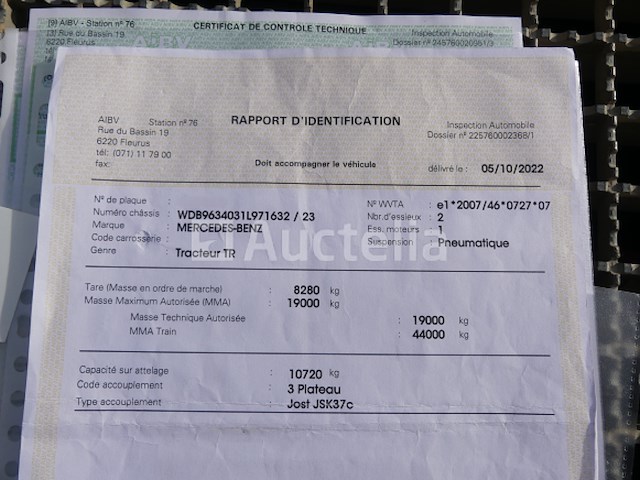 [9] AIBV - Station n° 76
CERTIFICAT DE CONTROLE TECHNIQUE
[3] Rue du Bassin 19
6220 Fleurus
Inspection Automobile
AIBV Station n° 76
Rue du Bassin 19
6220 Fleurus
tél: (071) 11 79 00
fax:
RAPPORT D'IDENTIFICATION
Inspection Automobile
Dossier n° 225760002368/1
Doit accompagner le véhicule
délivré le : 05/10/2022
N° de plaque :
Numéro châssis : WDB9634031L971632 / 23
Marque : MERCEDES-BENZ
Code carrosserie :
Genre : Tracteur TR
N° WVTA : e1*2007/46*0727*07
Nbr.d'essieux : 2
Ess. moteurs : 1
Suspension : Pneumatique
Auctelia
Tare (Masse en ordre de marche) : 8280 kg
Masse Maximum Autorisée (MMA) : 19000 kg
Masse Technique Autorisée : 19000 kg
MMA Train : 44000 kg
Capacité sur attelage : 10720 kg
Code accouplement : 3 Plateau
Type accouplement : Jost JSK37c